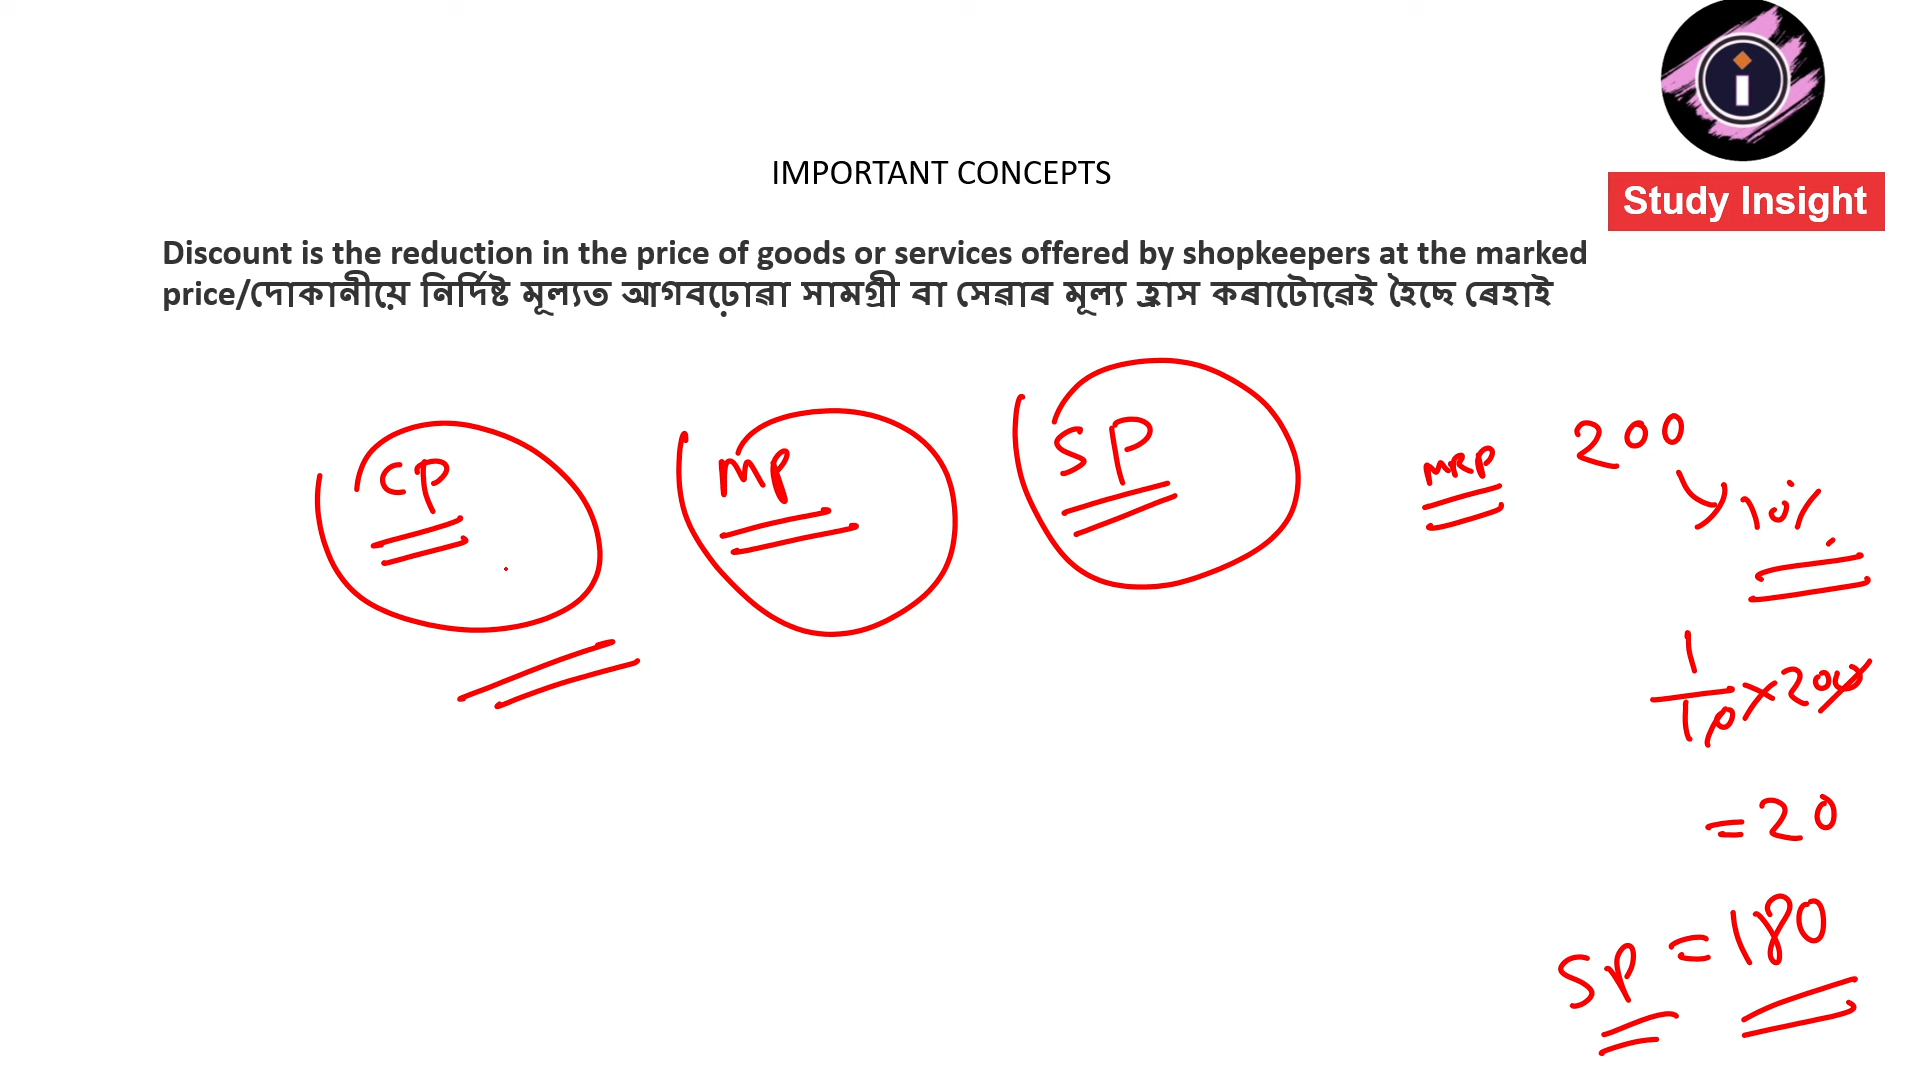 IMPORTANT CONCEPTS
Study Insight
Discount is the reduction in the price of goods or services offered by shopkeepers at the marked
price/দোকানীয়ে নিৰ্দিষ্ট মূল্যত আগবঢ়োৱা সামগ্ৰী বা সেৱাৰ মূল্য হ্ৰাস কৰাটোৱেই হৈছে ৰেহাই
CP
MP
SP
MRP
200
10%
1/10 × 200
= 20
SP = 180